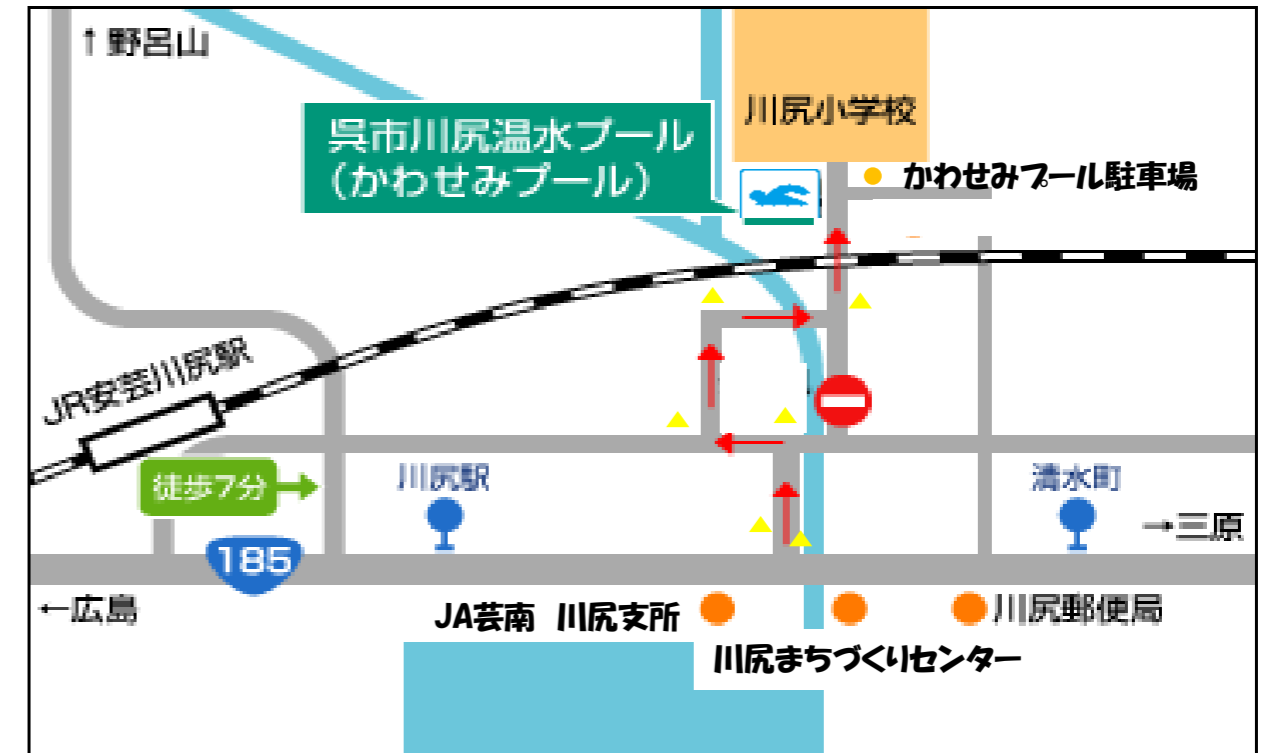 ↑野呂山
川尻小学校
呉市川尻温水プール
(かわせみプール)
かわせみプール駐車場
JR安芸川尻駅
徒歩7分→
川尻駅
清水町
→三原
185
←広島
JA芸南 川尻支所
川尻郵便局
川尻まちづくりセンター